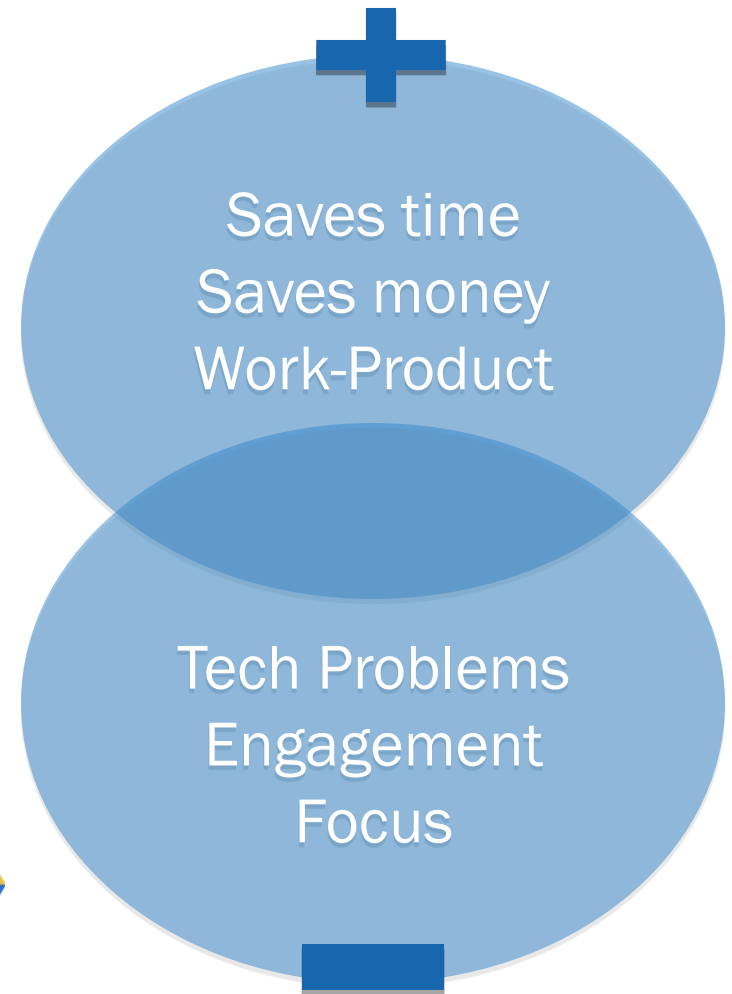 Saves time
Saves money
Work-Product
Tech Problems
Engagement
Focus